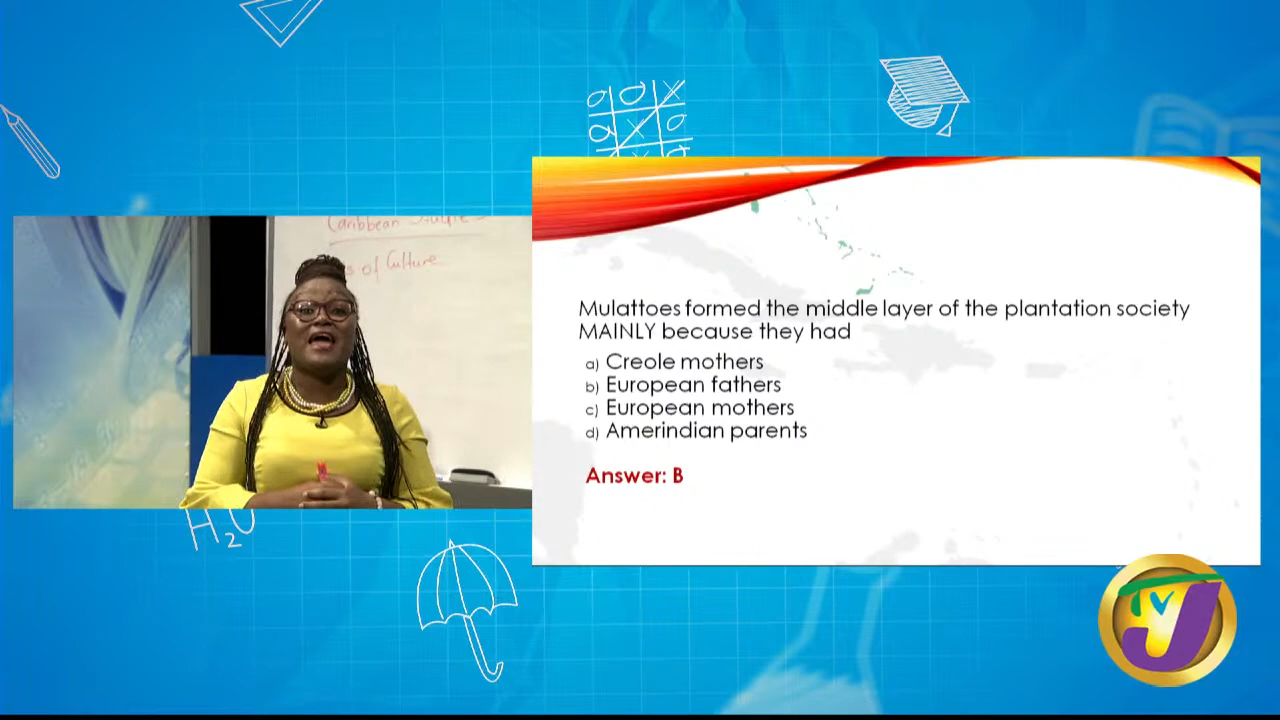 Caribbean
of Culture
Mulattoes formed the middle layer of the plantation society
MAINLY because they had
a) Creole mothers
b) European fathers
c) European mothers
d) Amerindian parents
Answer: B
H₂O
TVJ